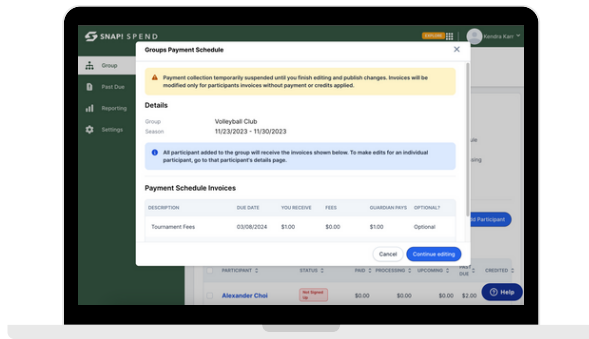 SNAP! SPEND
Kendra Karr
Group
Past Due
Reporting
Settings
Groups Payment Schedule
Payment collection temporarily suspended until you finish editing and publish changes. Invoices will be
modified only for participants invoices without payment or credits applied.
Details
Group Volleyball Club
Season 11/23/2023 - 11/30/2023
All participant added to the group will receive the invoices shown below. To make edits for an individual
participant, go to that participant's details page.
Payment Schedule Invoices
DESCRIPTION DUE DATE YOU RECEIVE FEES GUARDIAN PAYS OPTIONAL?
Tournament Fees 03/08/2024 $1.00 $0.00 $1.00 Optional
Participant
Cancel Continue editing
PARTICIPANT STATUS PAID PROCESSING UPCOMING PAST DUE CREDITED
Alexander Choi Not Signed Up $0.00 $0.00 $0.00 $2.00
Help